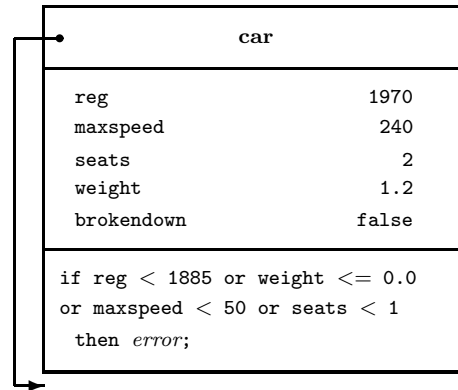 car
reg 1970
maxspeed 240
seats 2
weight 1.2
brokendown false
if reg < 1885 or weight <= 0.0
or maxspeed < 50 or seats < 1
then error;